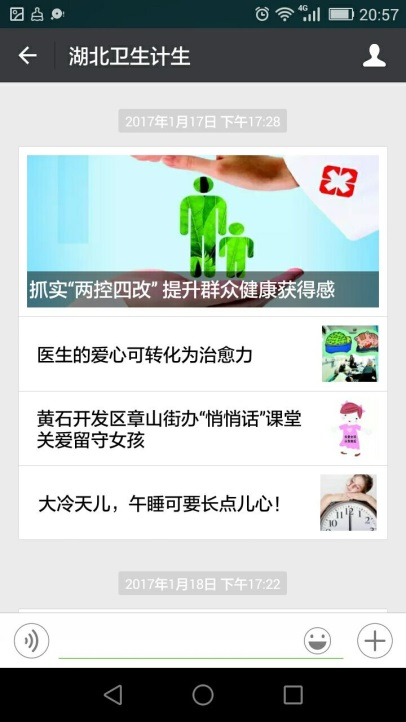 4G
20:57
湖北卫生计生
2017年1月17日 下午17:28
抓实“两控四改” 提升群众健康获得感
医生的爱心可转化为治愈力
黄石开发区章山街办“悄悄话”课堂
关爱留守女孩
大冷天儿，午睡可要长点儿心！
2017年1月18日 下午17:22